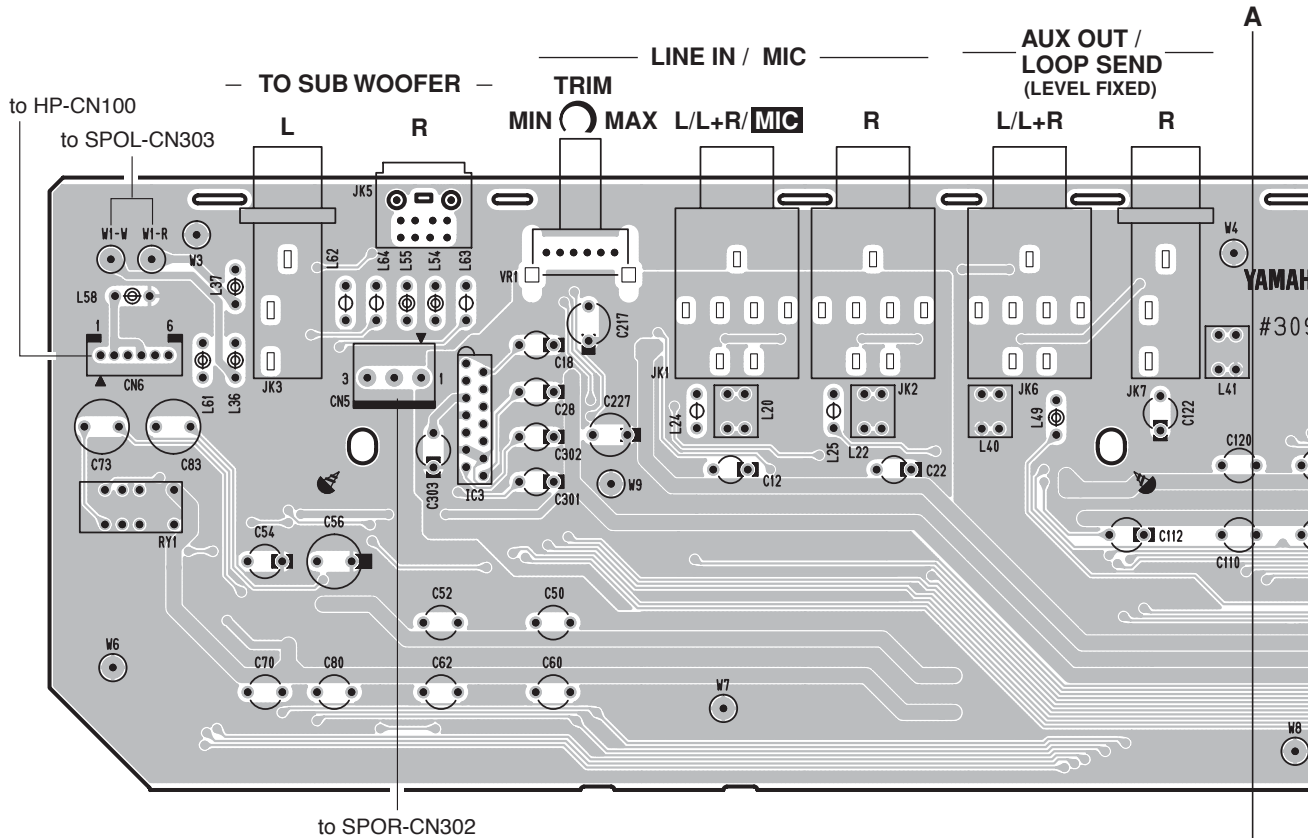 A
LINE IN / MIC
AUX OUT / LOOP SEND
(LEVEL FIXED)
TO SUB WOOFER
TRIM
to HP-CN100
MIN MAX
L/L+R/ MIC
R
L/L+R
R
L
R
to SPOL-CN303
JK5
W1-W W1-R
W3
L62
L64
L55
L54
L63
W4
L37
VR1
YAMAH
L58
C217
#309
1 6
CN6
C18
JK1
JK3
3 1
CN5
JK2
JK6
JK7
L41
L61
L36
C28
C227
L24
L20
L25
L22
L40
L49
C122
C73
C83
C303
IC3
C302
C301
W9
C12
C22
C120
RY1
C54
C56
C112
C110
C52
C50
W6
C70
C80
C62
C60
W7
W8
to SPOR-CN302